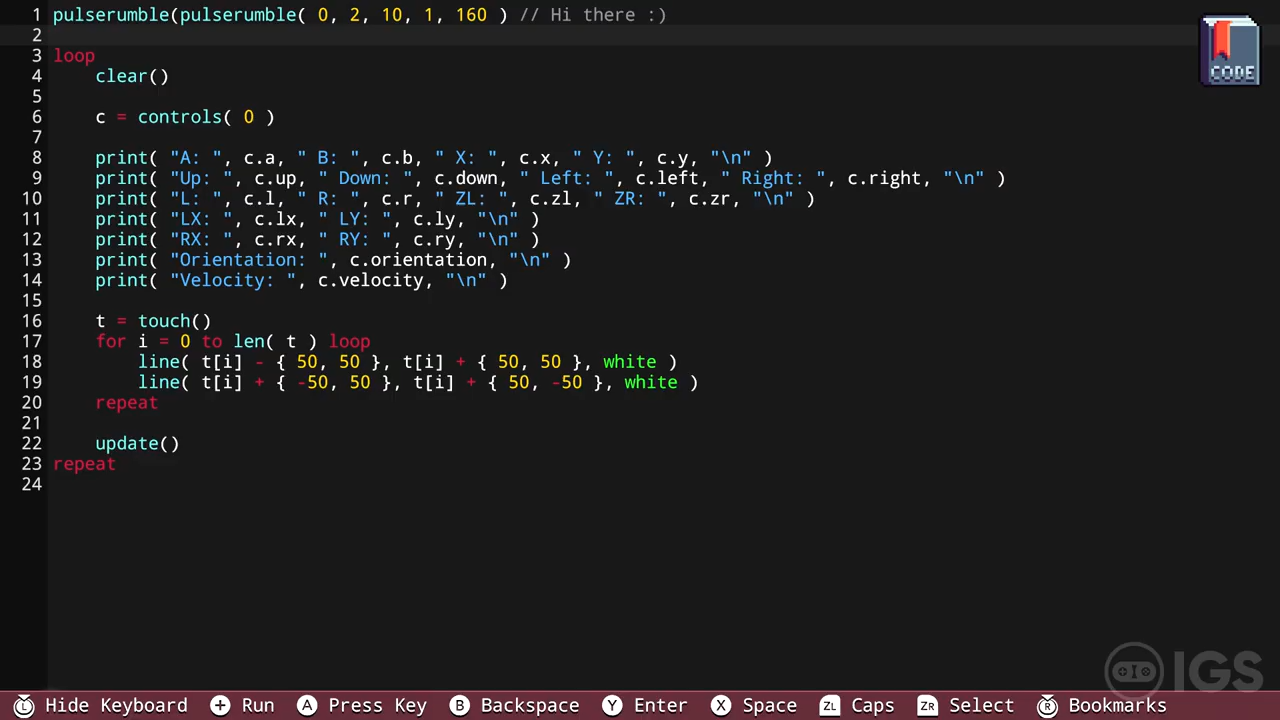 1 pulserumble(pulserumble( 0, 2, 10, 1, 160 ) // Hi there :)
2
3 loop
4     clear()
5
6     c = controls( 0 )
7
8     print( "A: ", c.a, " B: ", c.b, " X: ", c.x, " Y: ", c.y, "\n" )
9     print( "Up: ", c.up, " Down: ", c.down, " Left: ", c.left, " Right: ", c.right, "\n" )
10     print( "L: ", c.l, " R: ", c.r, " ZL: ", c.zl, " ZR: ", c.zr, "\n" )
11     print( "LX: ", c.lx, " LY: ", c.ly, "\n" )
12     print( "RX: ", c.rx, " RY: ", c.ry, "\n" )
13     print( "Orientation: ", c.orientation, "\n" )
14     print( "Velocity: ", c.velocity, "\n" )
15
16     t = touch()
17     for i = 0 to len( t ) loop
18         line( t[i] - { 50, 50 }, t[i] + { 50, 50 }, white )
19         line( t[i] + { -50, 50 }, t[i] + { 50, -50 }, white )
20     repeat
21
22     update()
23 repeat
24
CODE
IGS
Hide Keyboard + Run A Press Key B Backspace Y Enter X Space ZL Caps ZR Select R Bookmarks